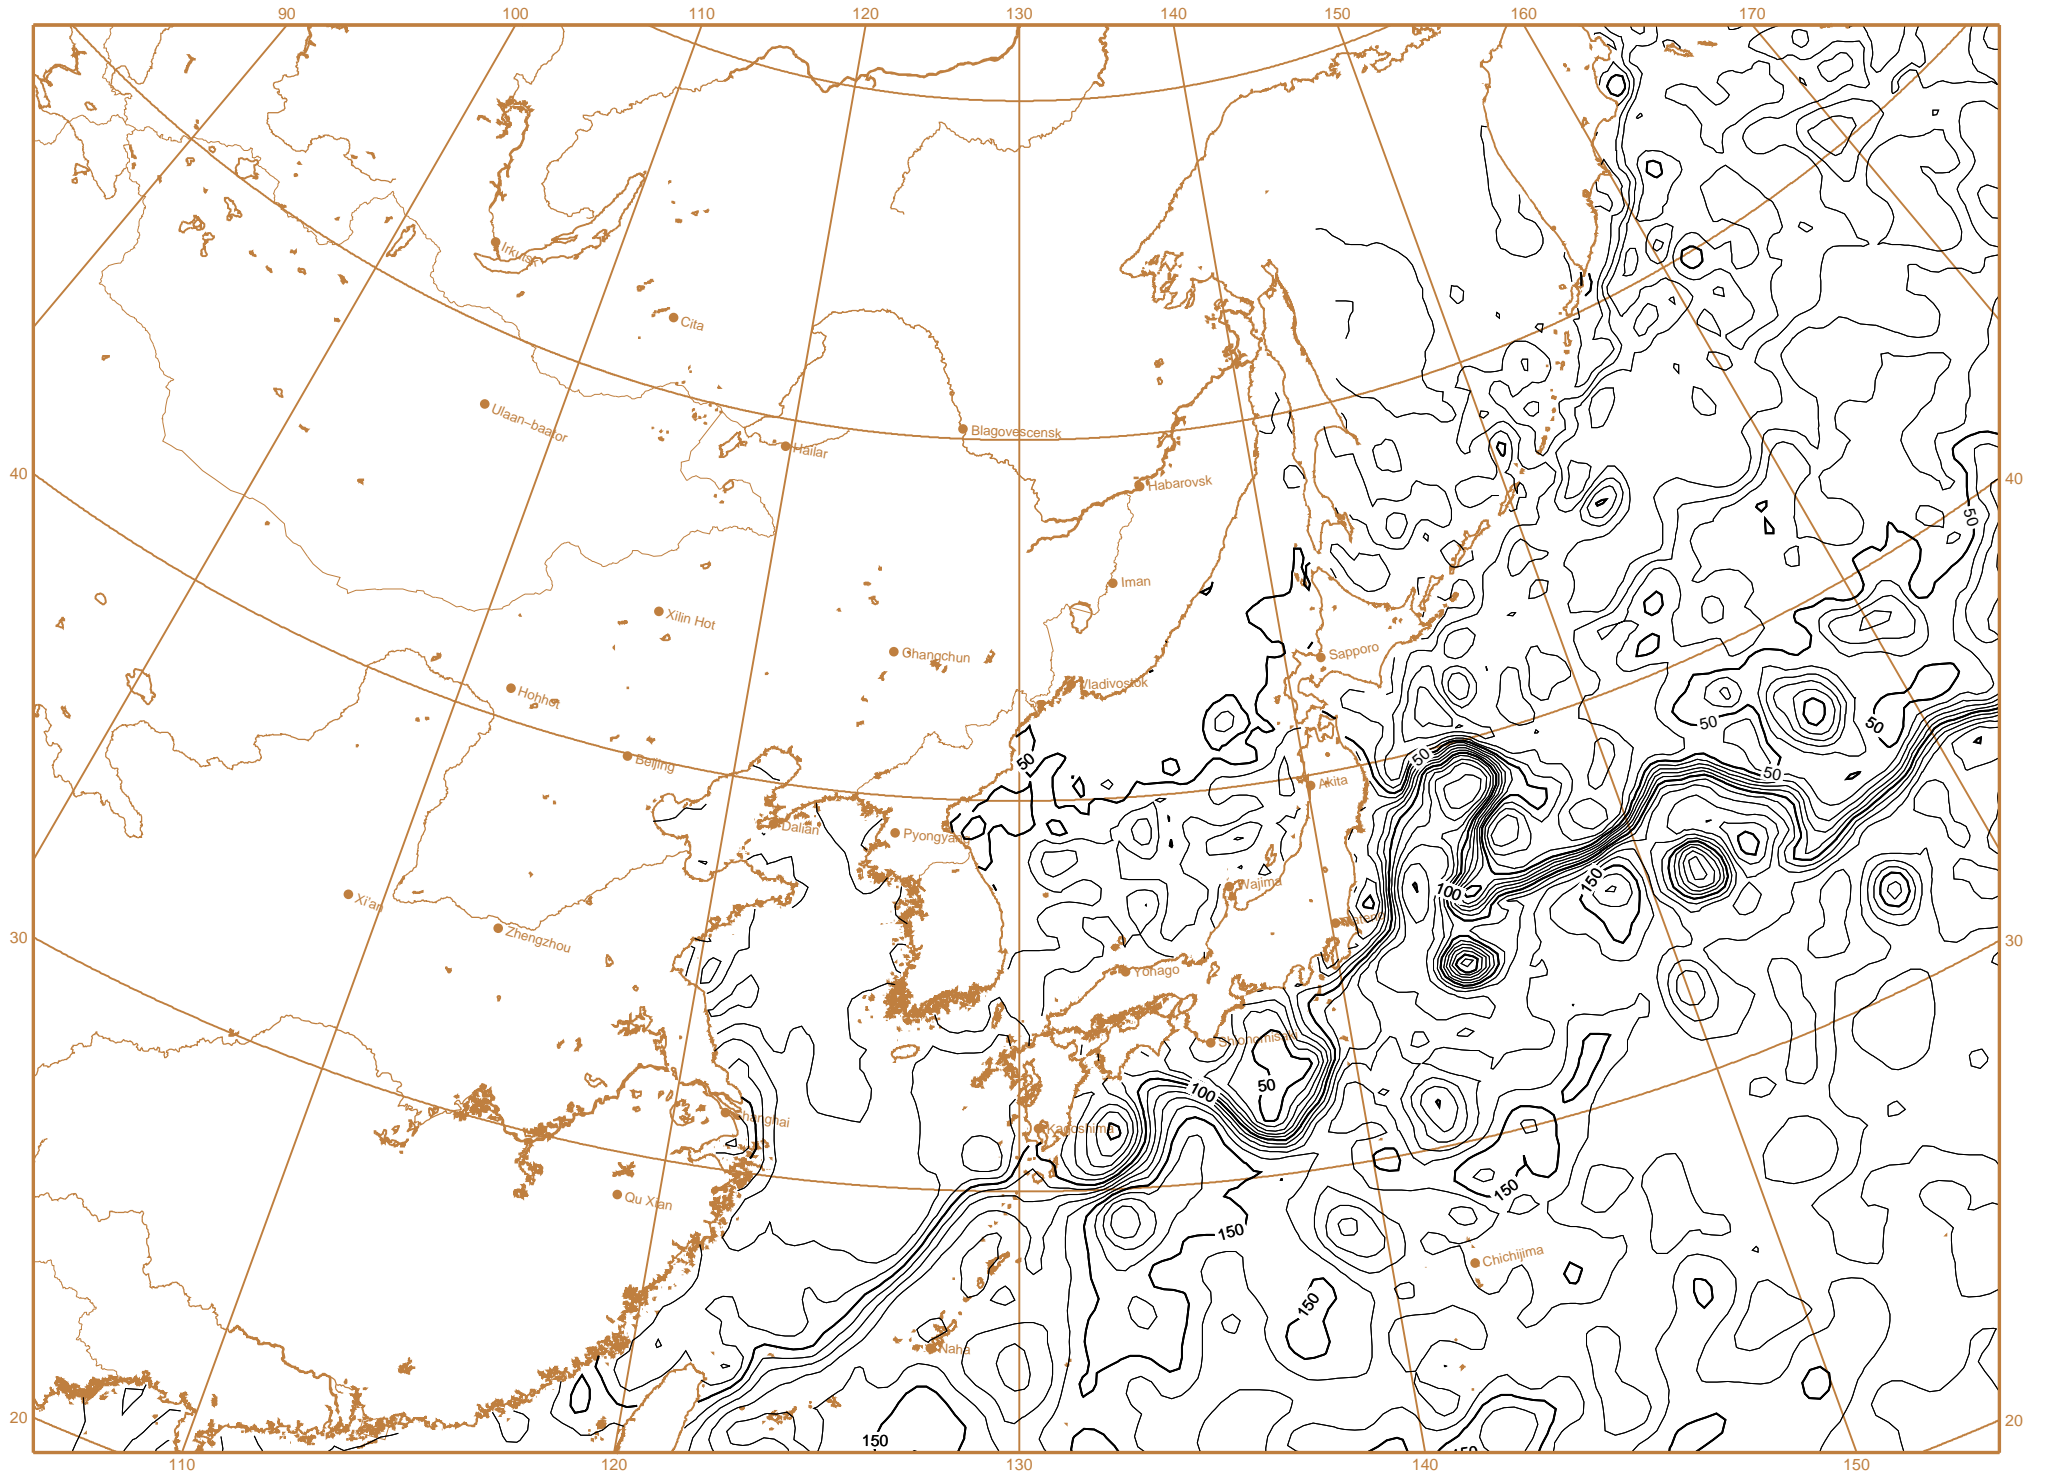 90 100 110 120 130 140 150 160 170
Irkutsk
Cita
Ulaan-baator
Hailar
Blagovescensk
40
40
Habarovsk
50
Iman
Xilin Hot
Changchun
Sapporo
Vladivostok
Hohhot
50
50
50
50
Beijing
50
Akita
Dalian
Pyongyang
Wajima
100
150
Xi'an
Zhengzhou
30
30
Yonago
Shionomisaki
50
100
Shanghai
Kagoshima
150
Qu Xian
150
Chichijima
150
Naha
20
20
150
150
110 120 130 140 150